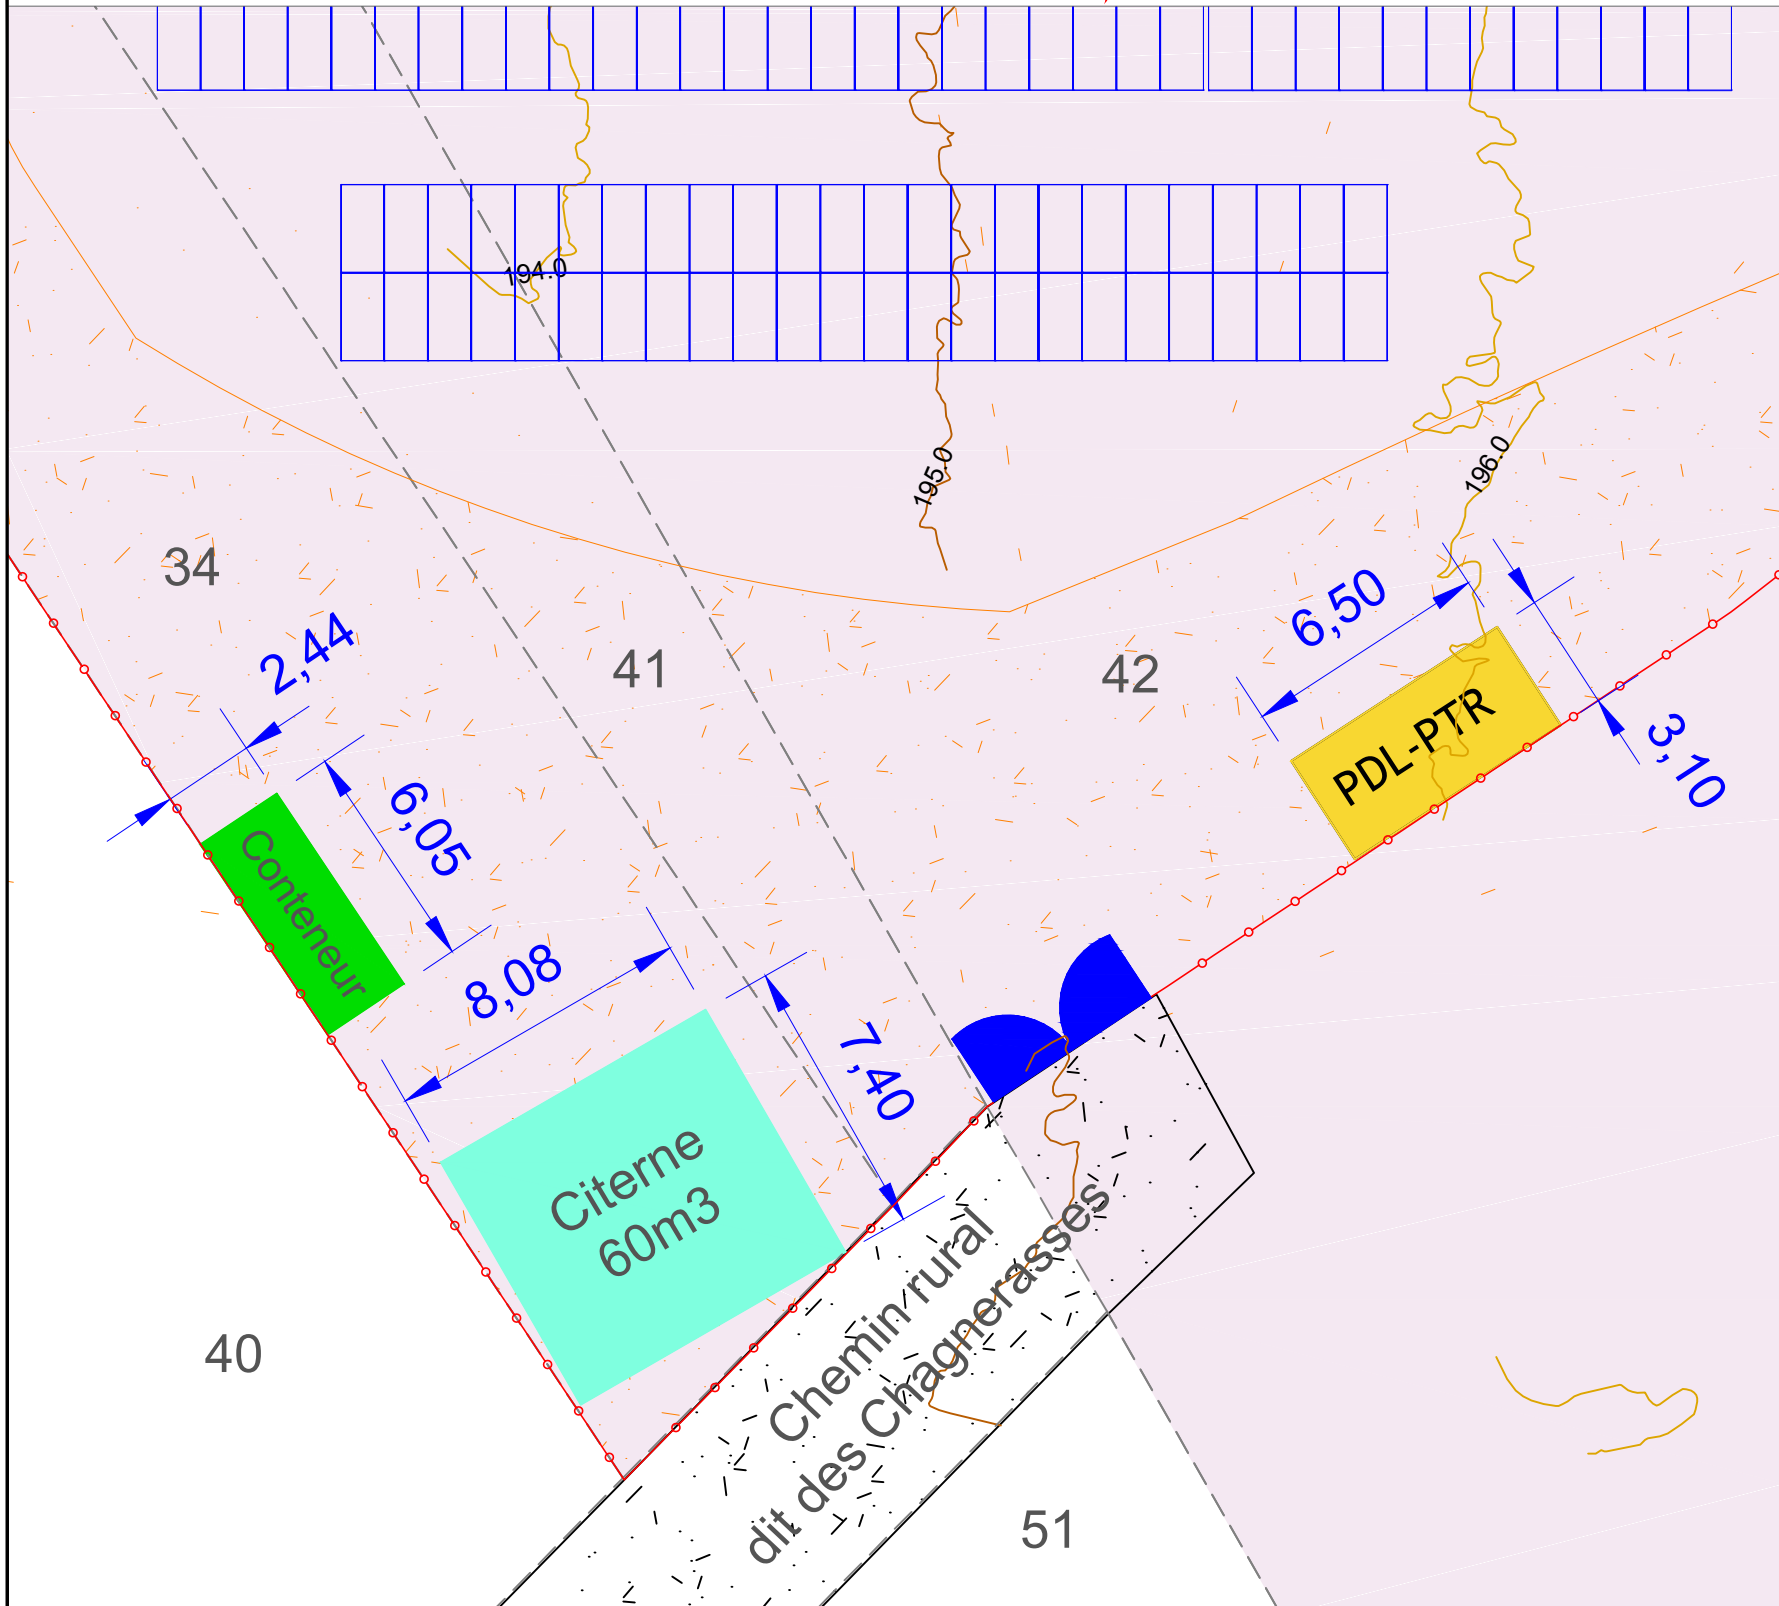 194.0
195.0
196.0
34
2,44
41
42
6,50
PDL-PTR
3,10
6,05
Conteneur
8,08
7,40
Citerne
60m3
Chemin rural
dit des Chagnerasses
40
51